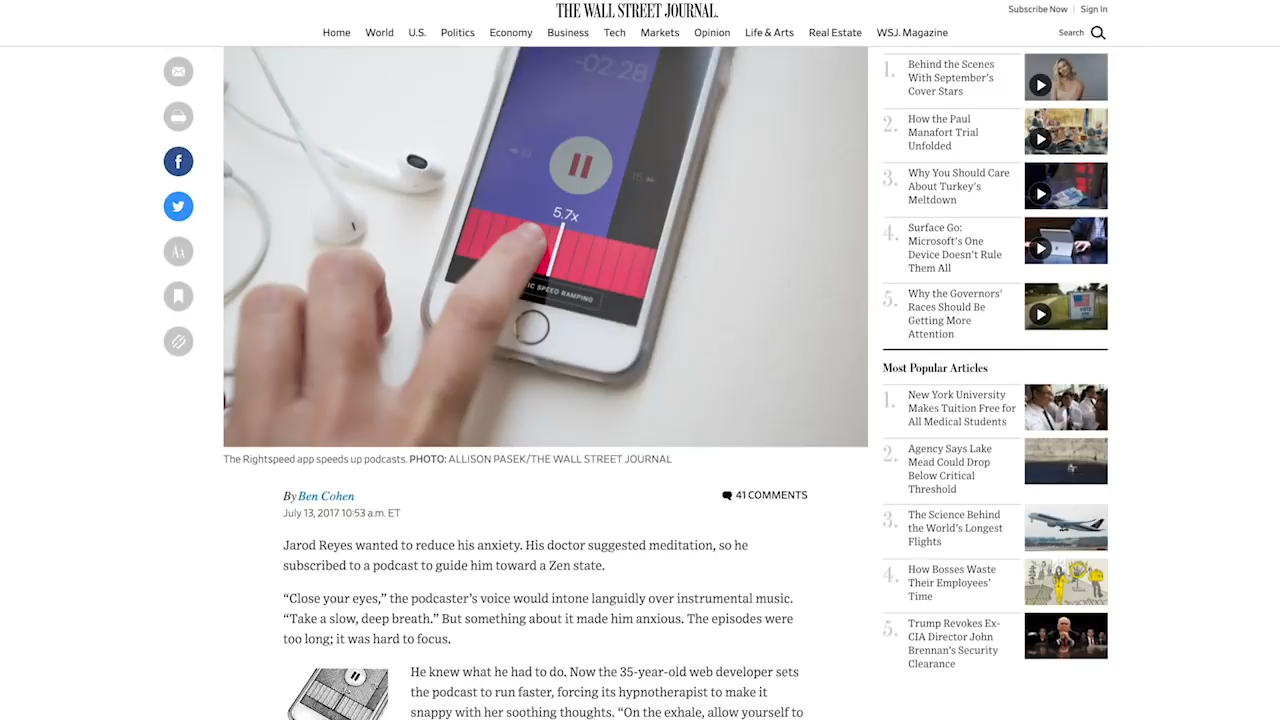 THE WALL STREET JOURNAL.
Subscribe Now | Sign In
Home World U.S. Politics Economy Business Tech Markets Opinion Life & Arts Real Estate WSJ. Magazine
Search
-02:28
15
5.7x
IC SPEED RAMPING
The Rightspeed app speeds up podcasts. PHOTO: ALLISON PASEK/THE WALL STREET JOURNAL
By Ben Cohen
July 13, 2017 10:53 a.m. ET
41 COMMENTS
Jarod Reyes wanted to reduce his anxiety. His doctor suggested meditation, so he
subscribed to a podcast to guide him toward a Zen state.
“Close your eyes,” the podcaster’s voice would intone languidly over instrumental music.
“Take a slow, deep breath.” But something about it made him anxious. The episodes were
too long; it was hard to focus.
He knew what he had to do. Now the 35-year-old web developer sets
the podcast to run faster, forcing its hypnotherapist to make it
snappy with her soothing thoughts. “On the exhale, allow yourself to
1. Behind the Scenes
With September’s
Cover Stars
2. How the Paul
Manafort Trial
Unfolded
3. Why You Should Care
About Turkey’s
Meltdown
4. Surface Go:
Microsoft’s One
Device Doesn’t Rule
Them All
5. Why the Governors’
Races Should Be
Getting More
Attention
Most Popular Articles
1. New York University
Makes Tuition Free for
All Medical Students
2. Agency Says Lake
Mead Could Drop
Below Critical
Threshold
3. The Science Behind
the World’s Longest
Flights
4. How Bosses Waste
Their Employees’
Time
5. Trump Revokes Ex-
CIA Director John
Brennan’s Security
Clearance